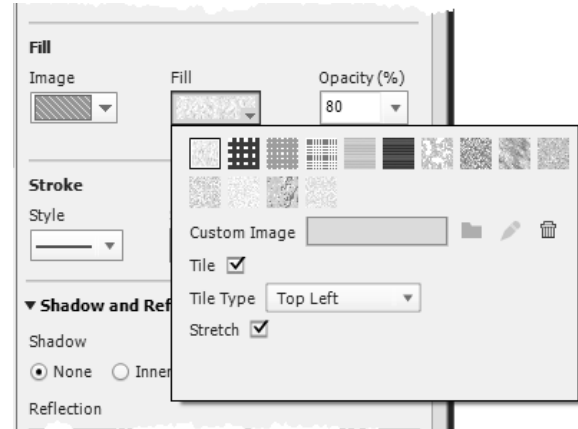 Fill
Image Fill Opacity (%)
80
Stroke
Custom Image
Style
Tile
Tile Type Top Left
Shadow and Ref
Stretch
Shadow
None Inner
Reflection